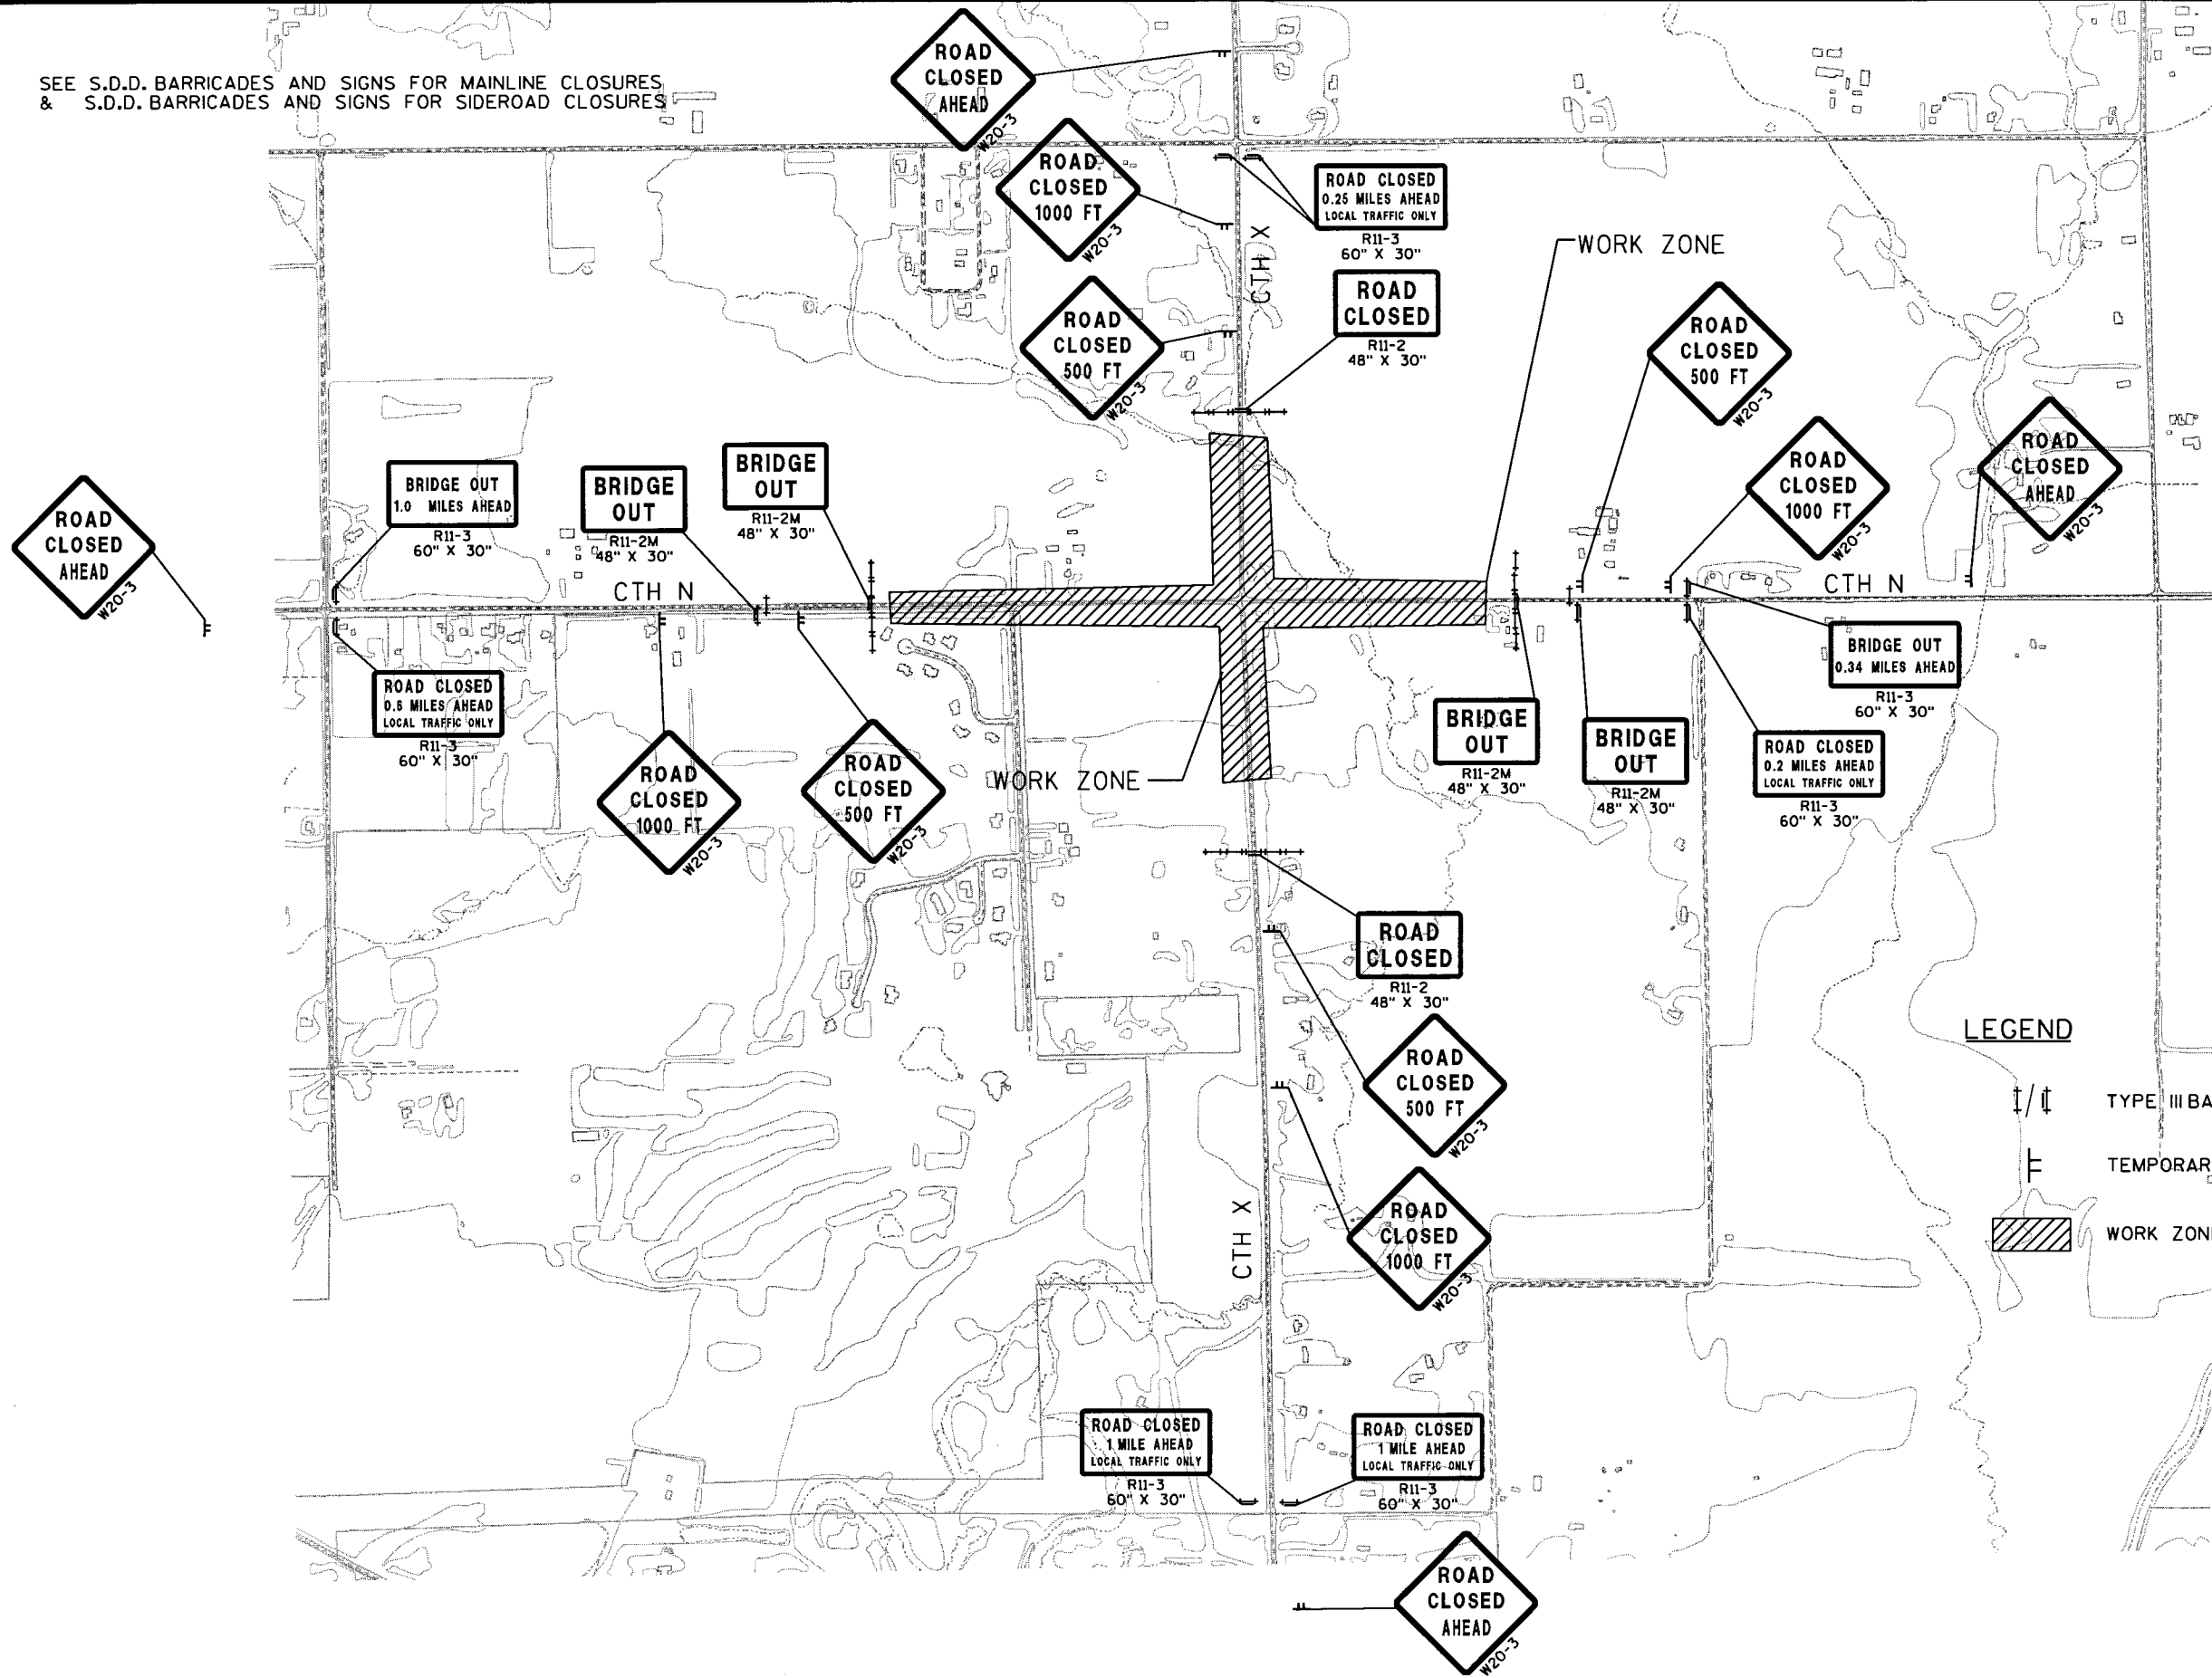 SEE S.D.D. BARRICADES AND SIGNS FOR MAINLINE CLOSURES
& S.D.D. BARRICADES AND SIGNS FOR SIDEROAD CLOSURES
ROAD
CLOSED
AHEAD
W20-3
ROAD
CLOSED
1000 FT
W20-3
ROAD CLOSED
0.25 MILES AHEAD
LOCAL TRAFFIC ONLY
R11-3
60" X 30"
CTH X
WORK ZONE
ROAD
CLOSED
R11-2
48" X 30"
ROAD
CLOSED
500 FT
W20-3
ROAD
CLOSED
500 FT
W20-3
ROAD
CLOSED
1000 FT
W20-3
ROAD
CLOSED
AHEAD
W20-3
ROAD
CLOSED
AHEAD
W20-3
BRIDGE OUT
1.0 MILES AHEAD
R11-3
60" X 30"
BRIDGE
OUT
R11-2M
48" X 30"
BRIDGE
OUT
R11-2M
48" X 30"
CTH N
CTH N
ROAD CLOSED
0.6 MILES AHEAD
LOCAL TRAFFIC ONLY
R11-3
60" X 30"
ROAD
CLOSED
1000 FT
W20-3
ROAD
CLOSED
500 FT
W20-3
WORK ZONE
BRIDGE
OUT
R11-2M
48" X 30"
BRIDGE
OUT
R11-2M
48" X 30"
BRIDGE OUT
0.34 MILES AHEAD
R11-3
60" X 30"
ROAD CLOSED
0.2 MILES AHEAD
LOCAL TRAFFIC ONLY
R11-3
60" X 30"
ROAD
CLOSED
R11-2
48" X 30"
ROAD
CLOSED
500 FT
W20-3
ROAD
CLOSED
1000 FT
W20-3
CTH X
LEGEND
TYPE III BA
TEMPORAR
WORK ZON
ROAD CLOSED
1 MILE AHEAD
LOCAL TRAFFIC ONLY
R11-3
60" X 30"
ROAD CLOSED
1 MILE AHEAD
LOCAL TRAFFIC ONLY
R11-3
60" X 30"
ROAD
CLOSED
AHEAD
W20-3